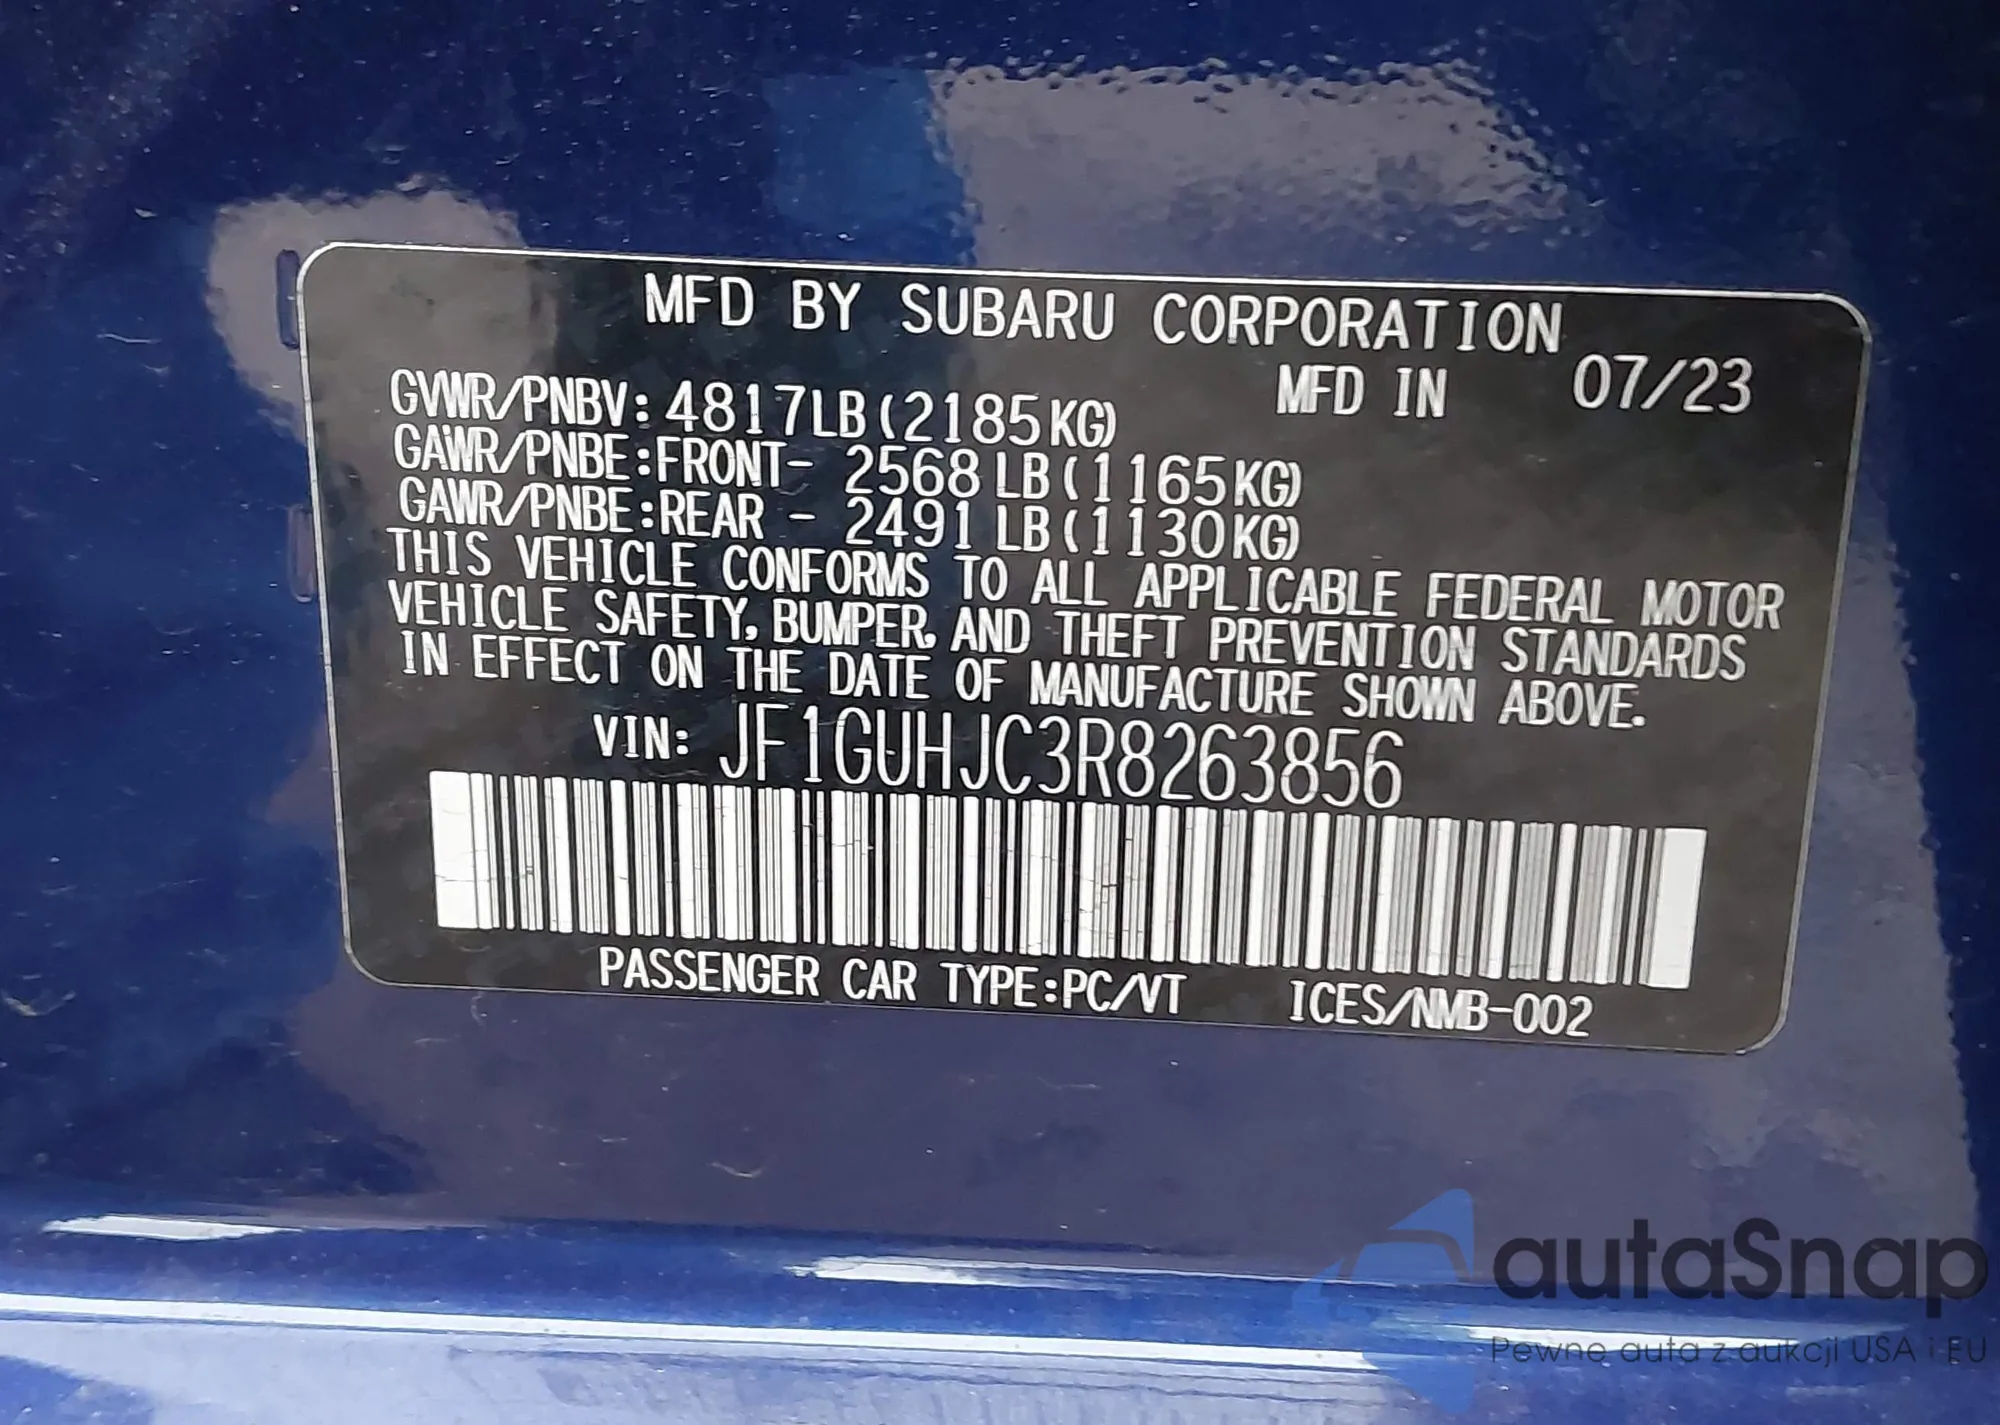 MFD BY SUBARU CORPORATION
MFD IN 07/23
GVWR/PNBV: 4817LB (2185KG)
GAWR/PNBE:FRONT- 2568 LB (1165KG)
GAWR/PNBE:REAR - 2491 LB (1130KG)
THIS VEHICLE CONFORMS TO ALL APPLICABLE FEDERAL MOTOR
VEHICLE SAFETY, BUMPER, AND THEFT PREVENTION STANDARDS
IN EFFECT ON THE DATE OF MANUFACTURE SHOWN ABOVE.
VIN: JF1GUHJC3R8263856
PASSENGER CAR TYPE:PC/VT ICES/NMB-002
autaSnap
Pewne auta z aukcji USA i EU